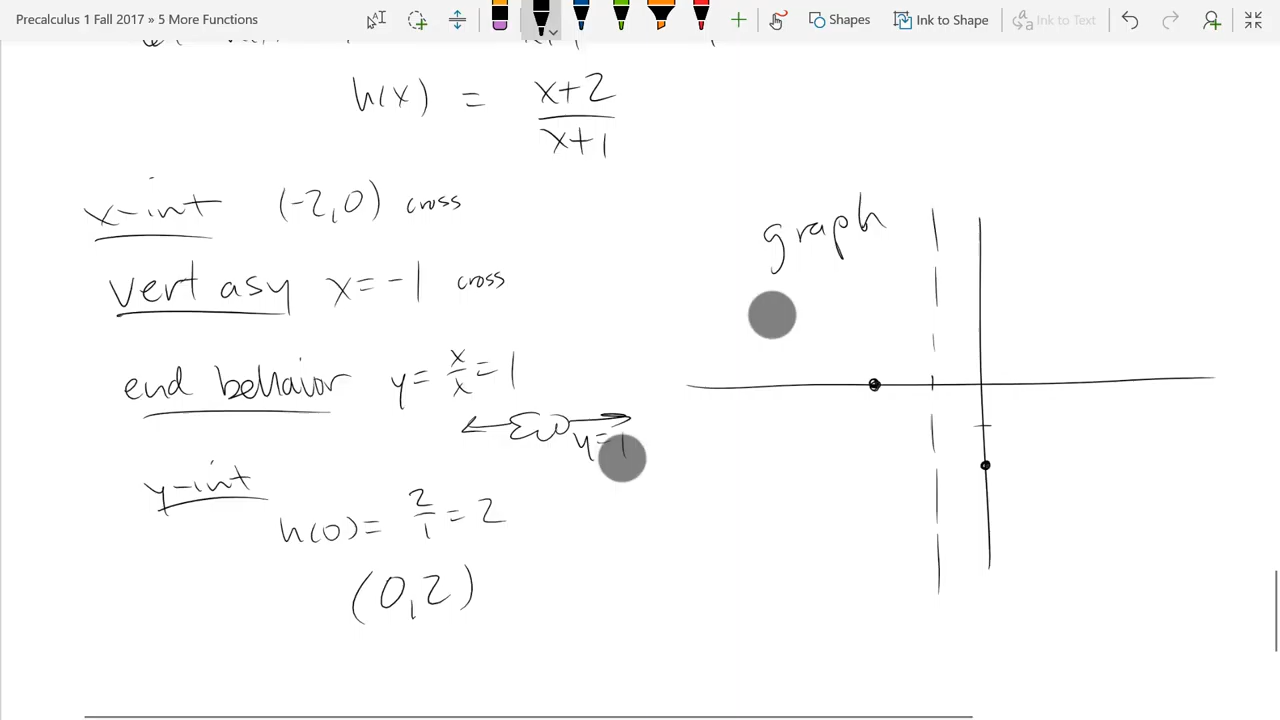 Precalculus 1 Fall 2017 » 5 More Functions
Shapes
Ink to Shape
Ink to Text
h(x) = x+2 / x+1
x-int (-2,0) cross
graph
vert asy x=-1 cross
end behavior y= x/x =1
y=1
y-int
h(0)= 2/1 = 2
(0,2)